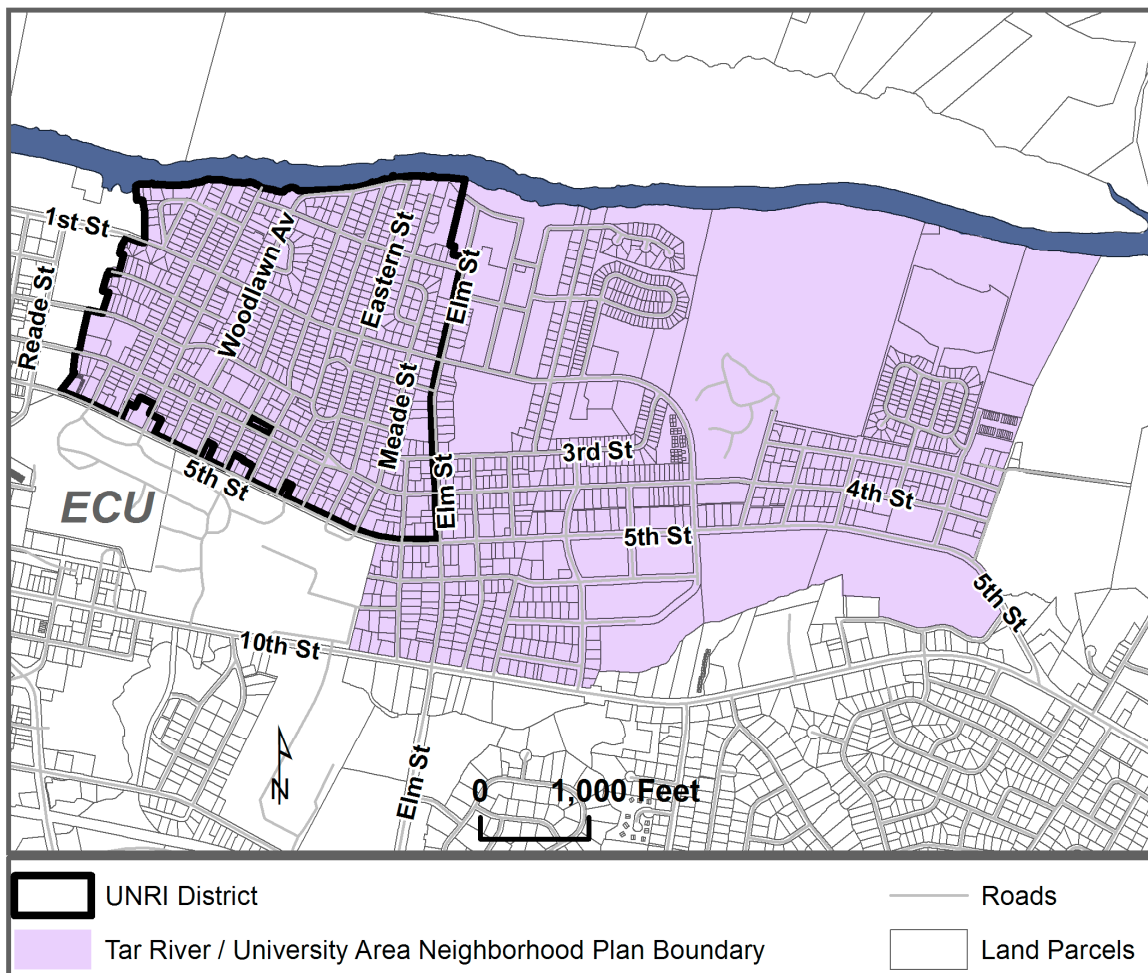 1st St
Reade St
Woodlawn Av
Eastern St
Elm St
Meade St
3rd St
Elm St
4th St
5th St
ECU
5th St
5th St
10th St
N
Elm St
0 1,000 Feet
UNRI District
Roads
Tar River / University Area Neighborhood Plan Boundary
Land Parcels